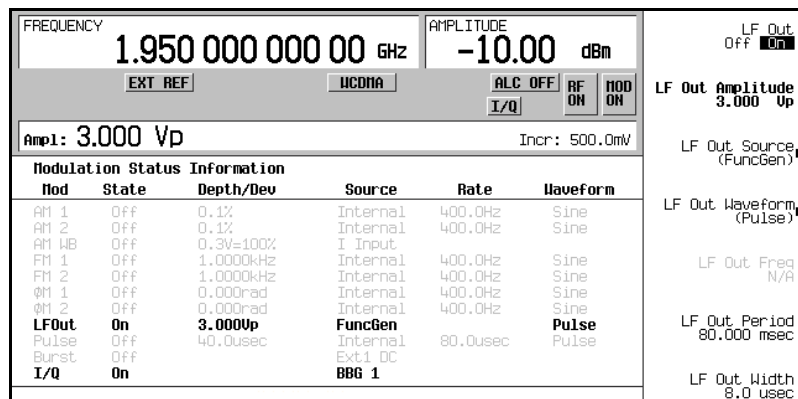 FREQUENCY
1.950 000 000 00 GHz
AMPLITUDE
-10.00 dBm
EXT REF
WCDMA
ALC OFF
I/Q
RF ON
MOD ON
Ampl: 3.000 Vp
Incr: 500.0mV
Modulation Status Information
Mod State Depth/Dev Source Rate Waveform
AM 1 Off 0.1% Internal 400.0Hz Sine
AM 2 Off 0.1% Internal 400.0Hz Sine
AM WB Off 0.3V=100% I Input
FM 1 Off 1.0000kHz Internal 400.0Hz Sine
FM 2 Off 1.0000kHz Internal 400.0Hz Sine
ΦM 1 Off 0.000rad Internal 400.0Hz Sine
ΦM 2 Off 0.000rad Internal 400.0Hz Sine
LFOut On 3.000Vp FuncGen Pulse
Pulse Off 40.0usec Internal 80.0usec Pulse
Burst Off Ext1 DC
I/Q On BBG 1
LF Out
Off On
LF Out Amplitude
3.000 Vp
LF Out Source
(FuncGen)
LF Out Waveform
(Pulse)
LF Out Freq
N/A
LF Out Period
80.000 msec
LF Out Width
8.0 usec